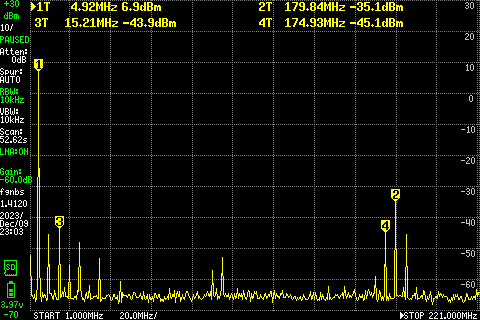 +30
dBm
10/
PAUSED
Atten:
0dB
Spur:
AUTO
RBW:
10kHz
VBW:
10kHz
Scan:
52.62s
LNA:ON
Gain:
-60.0dB
fgnbs
1.4120
2023/
Dec/09
23:03
SD
3.97v
-70
1T 4.92MHz 6.9dBm 2T 179.84MHz -35.1dBm
3T 15.21MHz -43.9dBm 4T 174.93MHz -45.1dBm
1
3
4
2
30
20
10
0
-10
-20
-30
-40
-50
-60
START 1.000MHz 20.0MHz/ STOP 221.000MHz